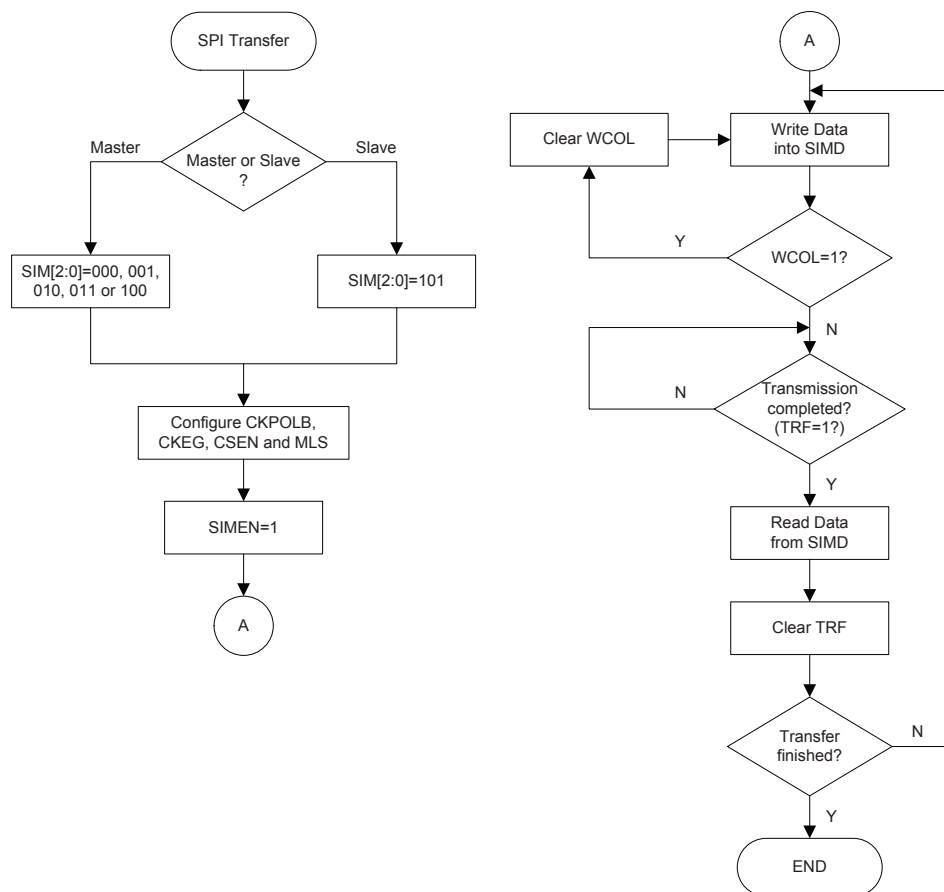 SPI Transfer
Master or Slave
?
Master
Slave
SIM[2:0]=000, 001,
010, 011 or 100
SIM[2:0]=101
Configure CKPOLB,
CKEG, CSEN and MLS
SIMEN=1
A
A
Write Data
into SIMD
Clear WCOL
WCOL=1?
Y
N
Transmission
completed?
(TRF=1?)
N
Y
Read Data
from SIMD
Clear TRF
Transfer
finished?
N
Y
END